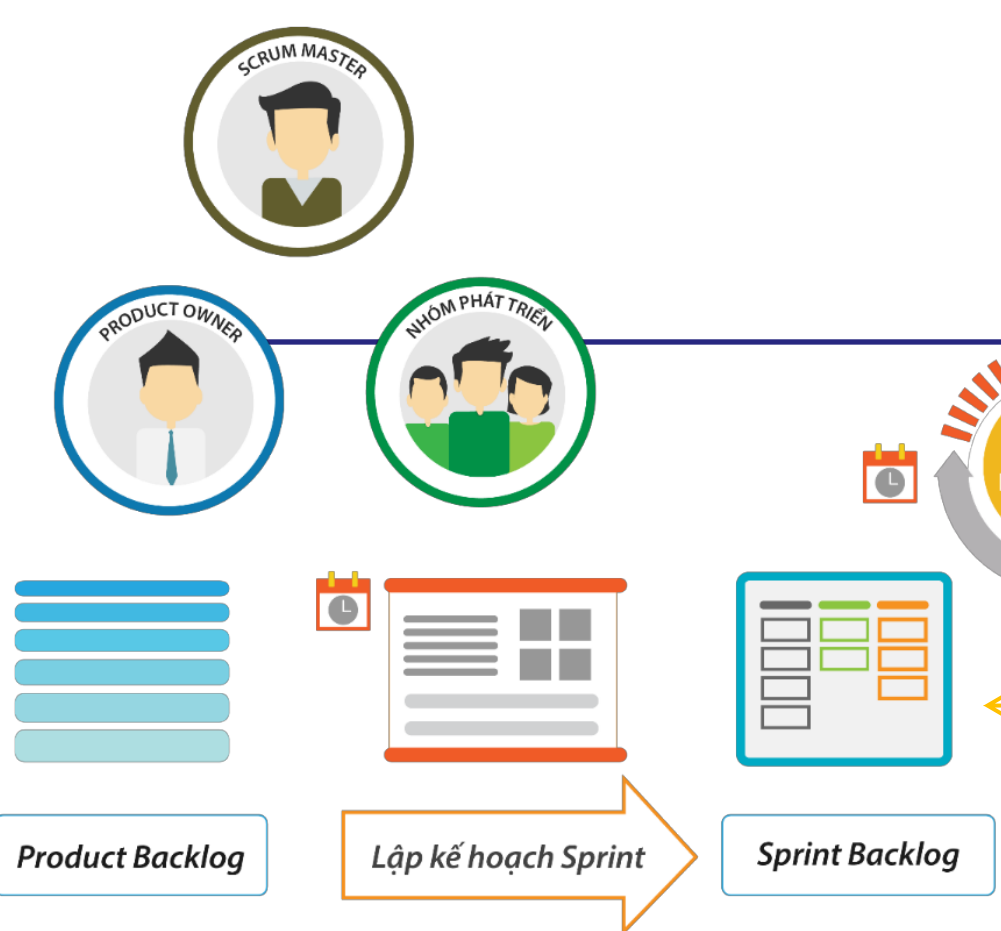 SCRUM MASTER
PRODUCT OWNER
NHÓM PHÁT TRIỂN
Product Backlog
Lập kế hoạch Sprint
Sprint Backlog